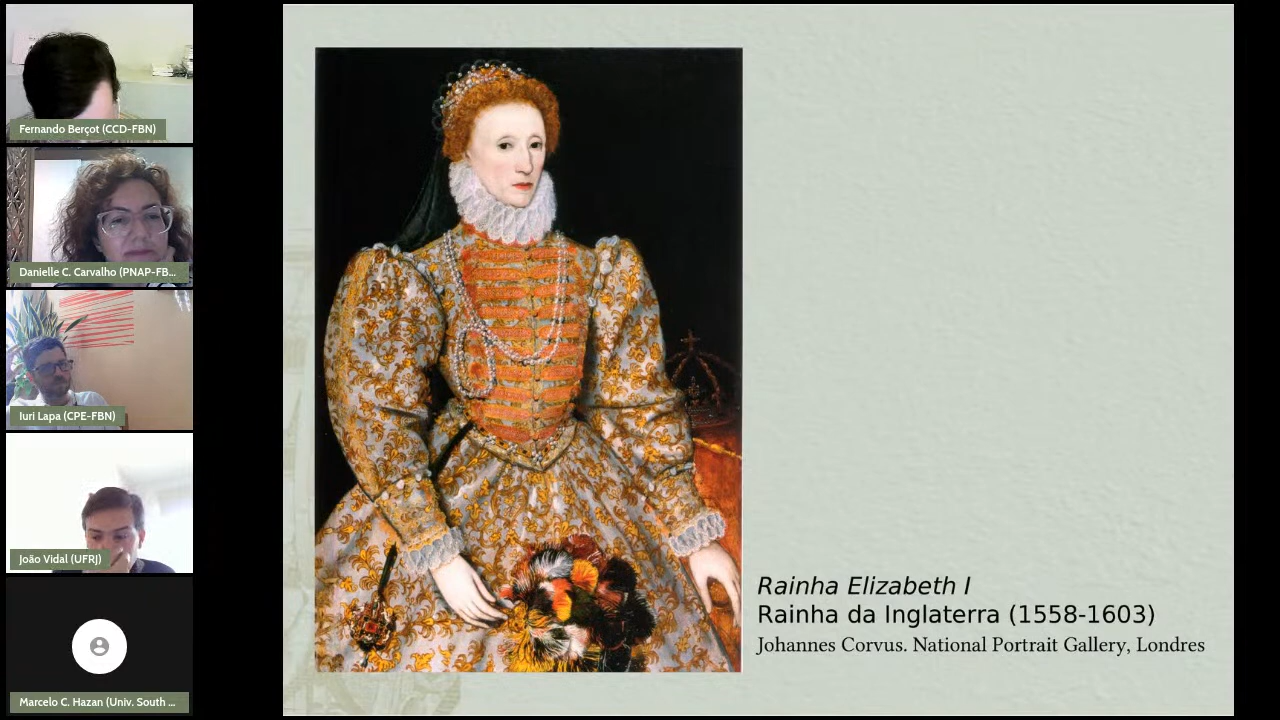 Fernando Berçot (CCD-FBN)
Danielle C. Carvalho (PNAP-FB...
Iuri Lapa (CPE-FBN)
João Vidal (UFRJ)
Marcelo C. Hazan (Univ. South ...
Rainha Elizabeth I
Rainha da Inglaterra (1558-1603)
Johannes Corvus. National Portrait Gallery, Londres